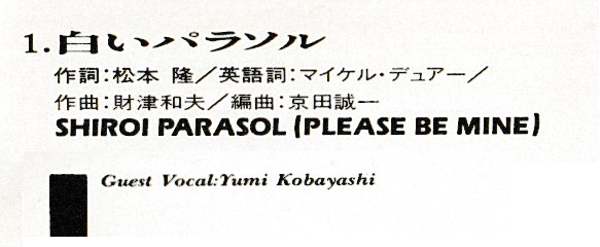 1.白いパラソル
作詞:松本 隆／英語詞:マイケル・デュアー／
作曲:財津和夫／編曲:京田誠一
SHIROI PARASOL (PLEASE BE MINE)
Guest Vocal:Yumi Kobayashi